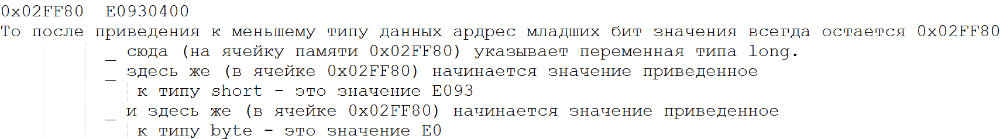 0x02FF80  E0930400
То после приведения к меньшему типу данных ардрес младших бит значения всегда остается 0x02FF80
_ сюда (на ячейку памяти 0x02FF80) указывает переменная типа long.
_ здесь же (в ячейке 0x02FF80) начинается значение приведенное
к типу short - это значение E093
_ и здесь же (в ячейке 0x02FF80) начинается значение приведенное
к типу byte - это значение E0